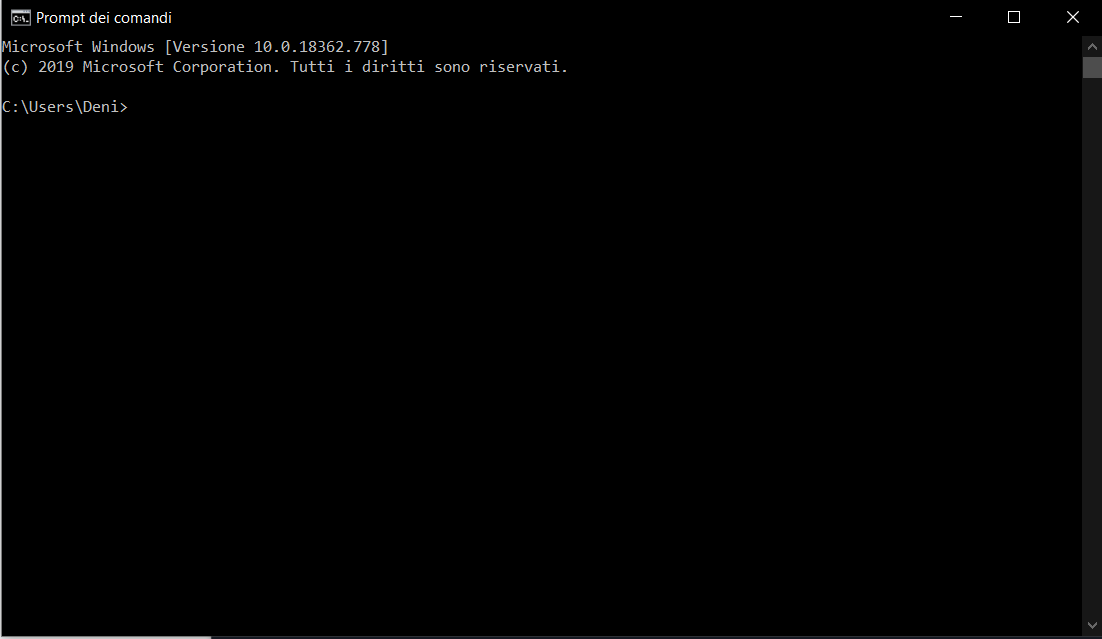 Prompt dei comandi
Microsoft Windows [Versione 10.0.18362.778]
(c) 2019 Microsoft Corporation. Tutti i diritti sono riservati.
C:\Users\Deni>